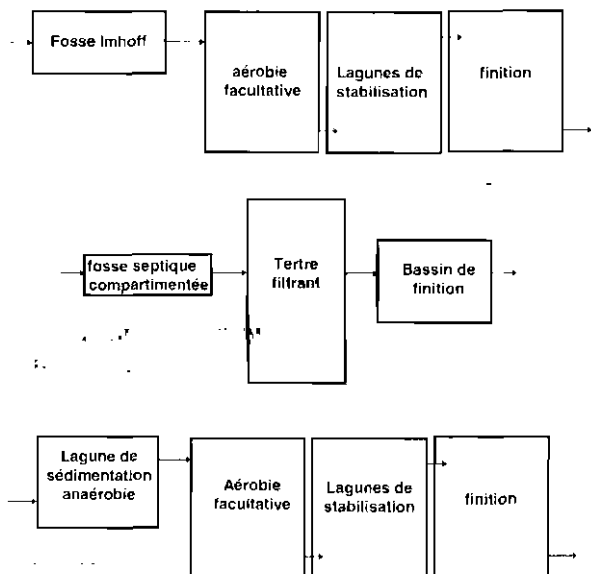 Fosse Imhoff
aérobie
facultative
Lagunes de
stabilisation
finition
fosse septique
compartimentée
Tertre
filtrant
Bassin de
finition
Lagune de
sédimentation
anaérobie
Aérobie
facultative
Lagunes de
stabilisation
finition